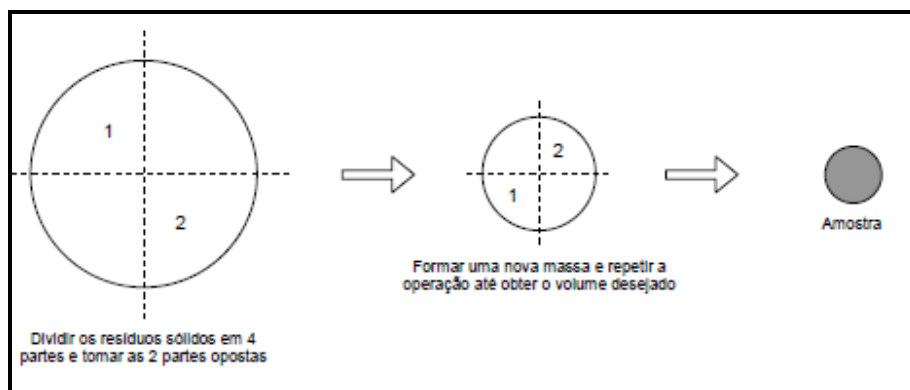 1
2
Dividir os resíduos sólidos em 4
partes e tomar as 2 partes opostas
2
1
Formar uma nova massa e repetir a
operação até obter o volume desejado
Amostra